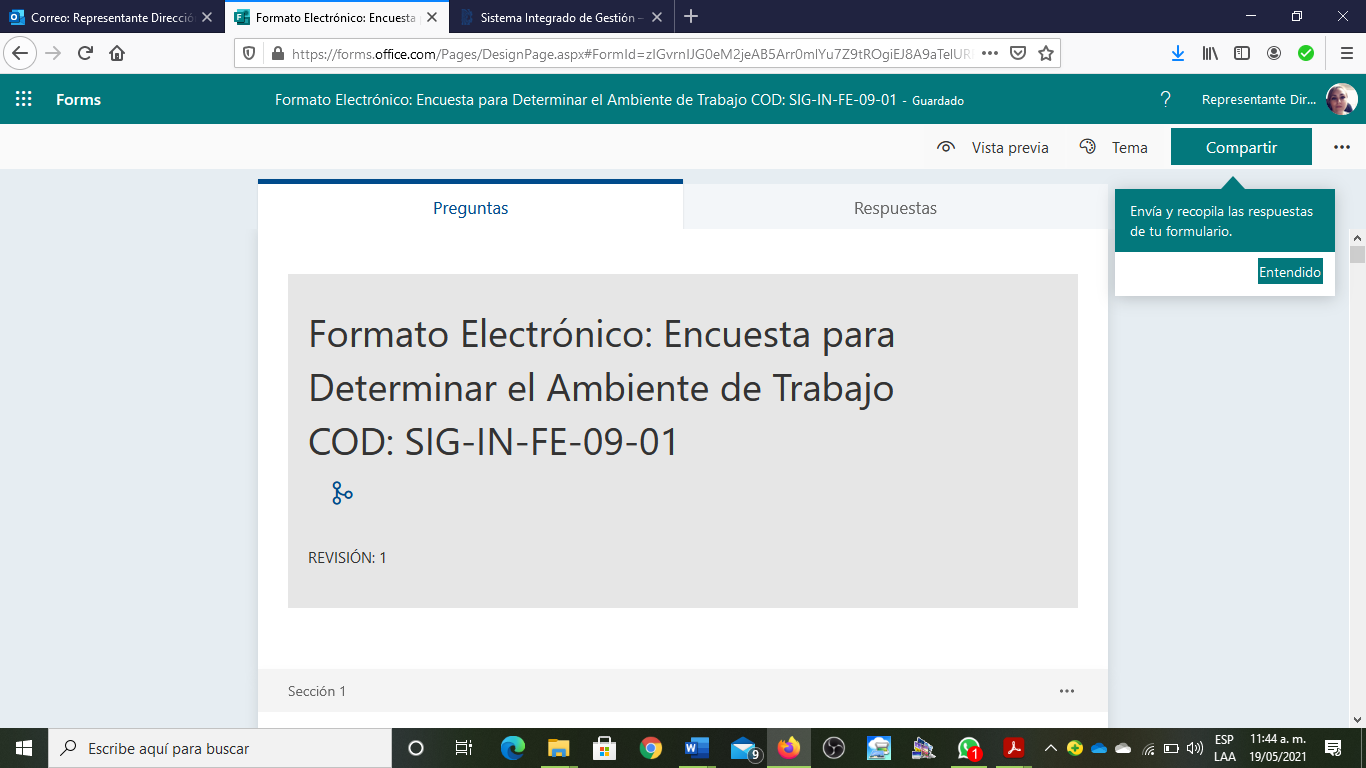 Correo: Representante Direcció
Formato Electrónico: Encuesta
Sistema Integrado de Gestión –
https://forms.office.com/Pages/DesignPage.aspx#FormId=
Forms
Formato Electrónico: Encuesta para Determinar el Ambiente de Trabajo COD: SIG-IN-FE-09-01 - Guardado
?
Representante Dir...
Vista previa
Tema
Compartir
Preguntas
Respuestas
Envía y recopila las respuestas
de tu formulario.
Entendido
Formato Electrónico: Encuesta para
Determinar el Ambiente de Trabajo
COD: SIG-IN-FE-09-01
REVISIÓN: 1
Sección 1
Escribe aquí para buscar
9
1
ESP
LAA
11:44 a. m.
19/05/2021